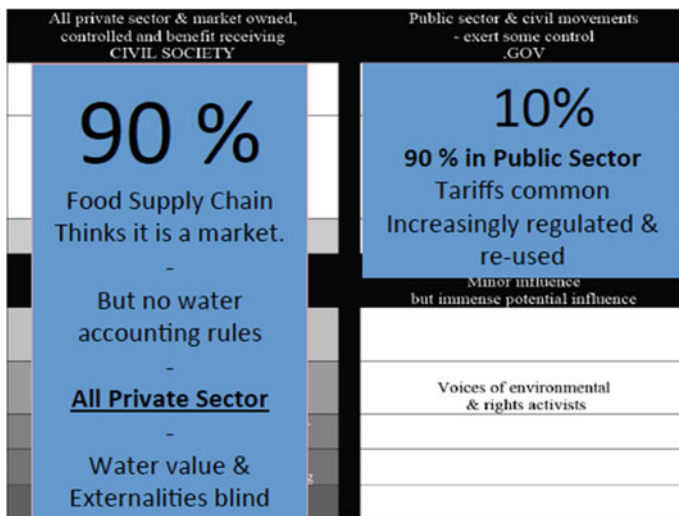 All private sector & market owned,
controlled and benefit receiving
CIVIL SOCIETY
90 %
Food Supply Chain
Thinks it is a market.
-
But no water
accounting rules
-
All Private Sector
-
Water value &
Externalities blind
Public sector & civil movements
- exert some control
.GOV
10%
90 % in Public Sector
Tariffs common
Increasingly regulated &
re-used
Minor influence
but immense potential influence
Voices of environmental
& rights activists